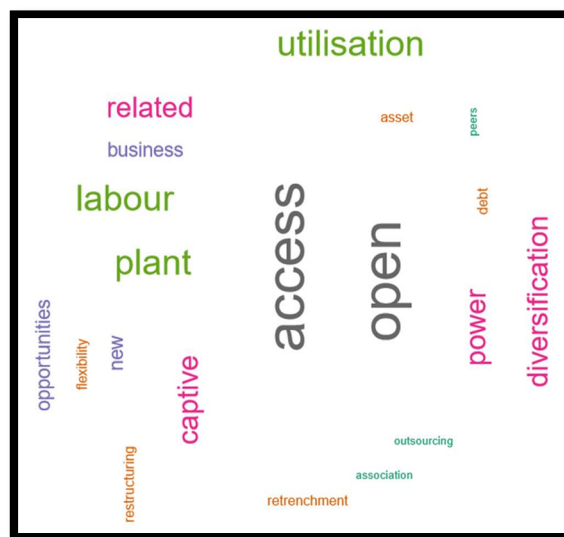 utilisation
related
asset
peers
business
labour
debt
access
open
plant
diversification
power
opportunities
flexibility
new
captive
outsourcing
restructuring
association
retrenchment